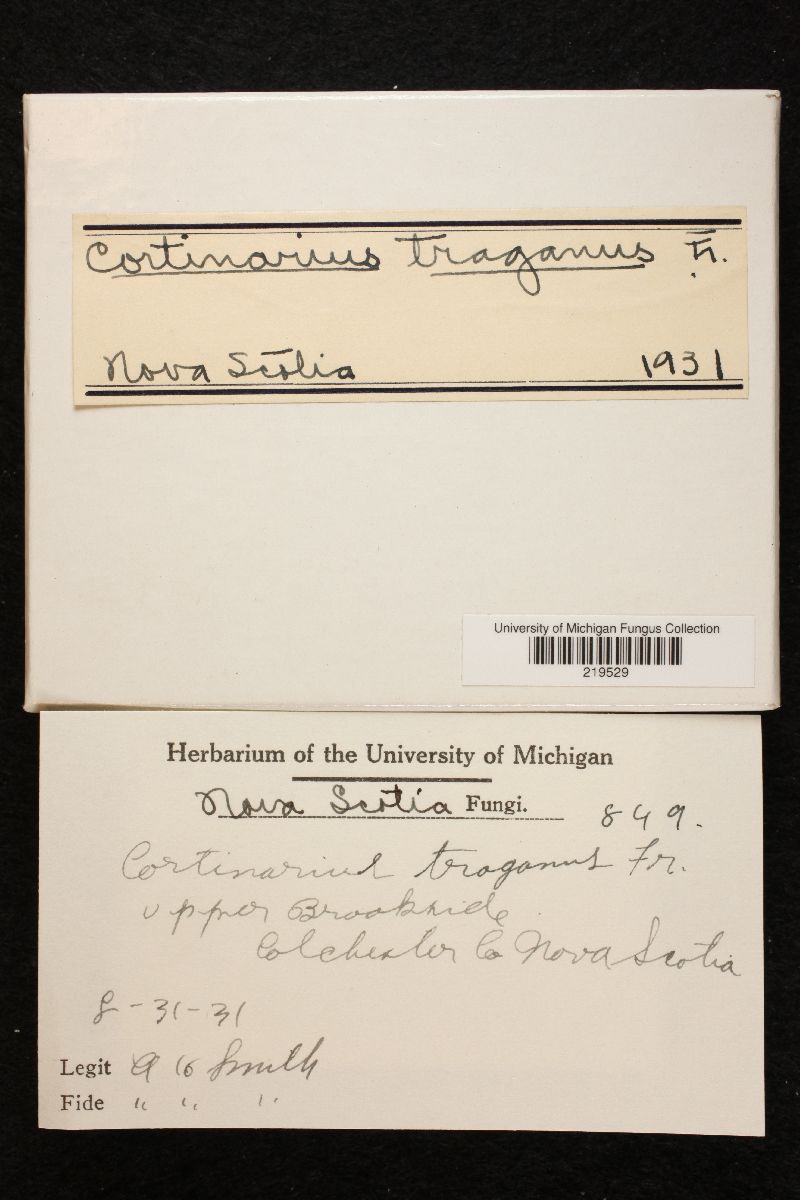 Cortinarius traganus Fr.
Nova Scotia 1931
University of Michigan Fungus Collection
219529
Herbarium of the University of Michigan
Nova Scotia Fungi. 849.
Cortinarius traganus Fr.
Upper Brookside
Colchester Co Nova Scotia
8-31-31
Legit A H Smith
Fide " " "